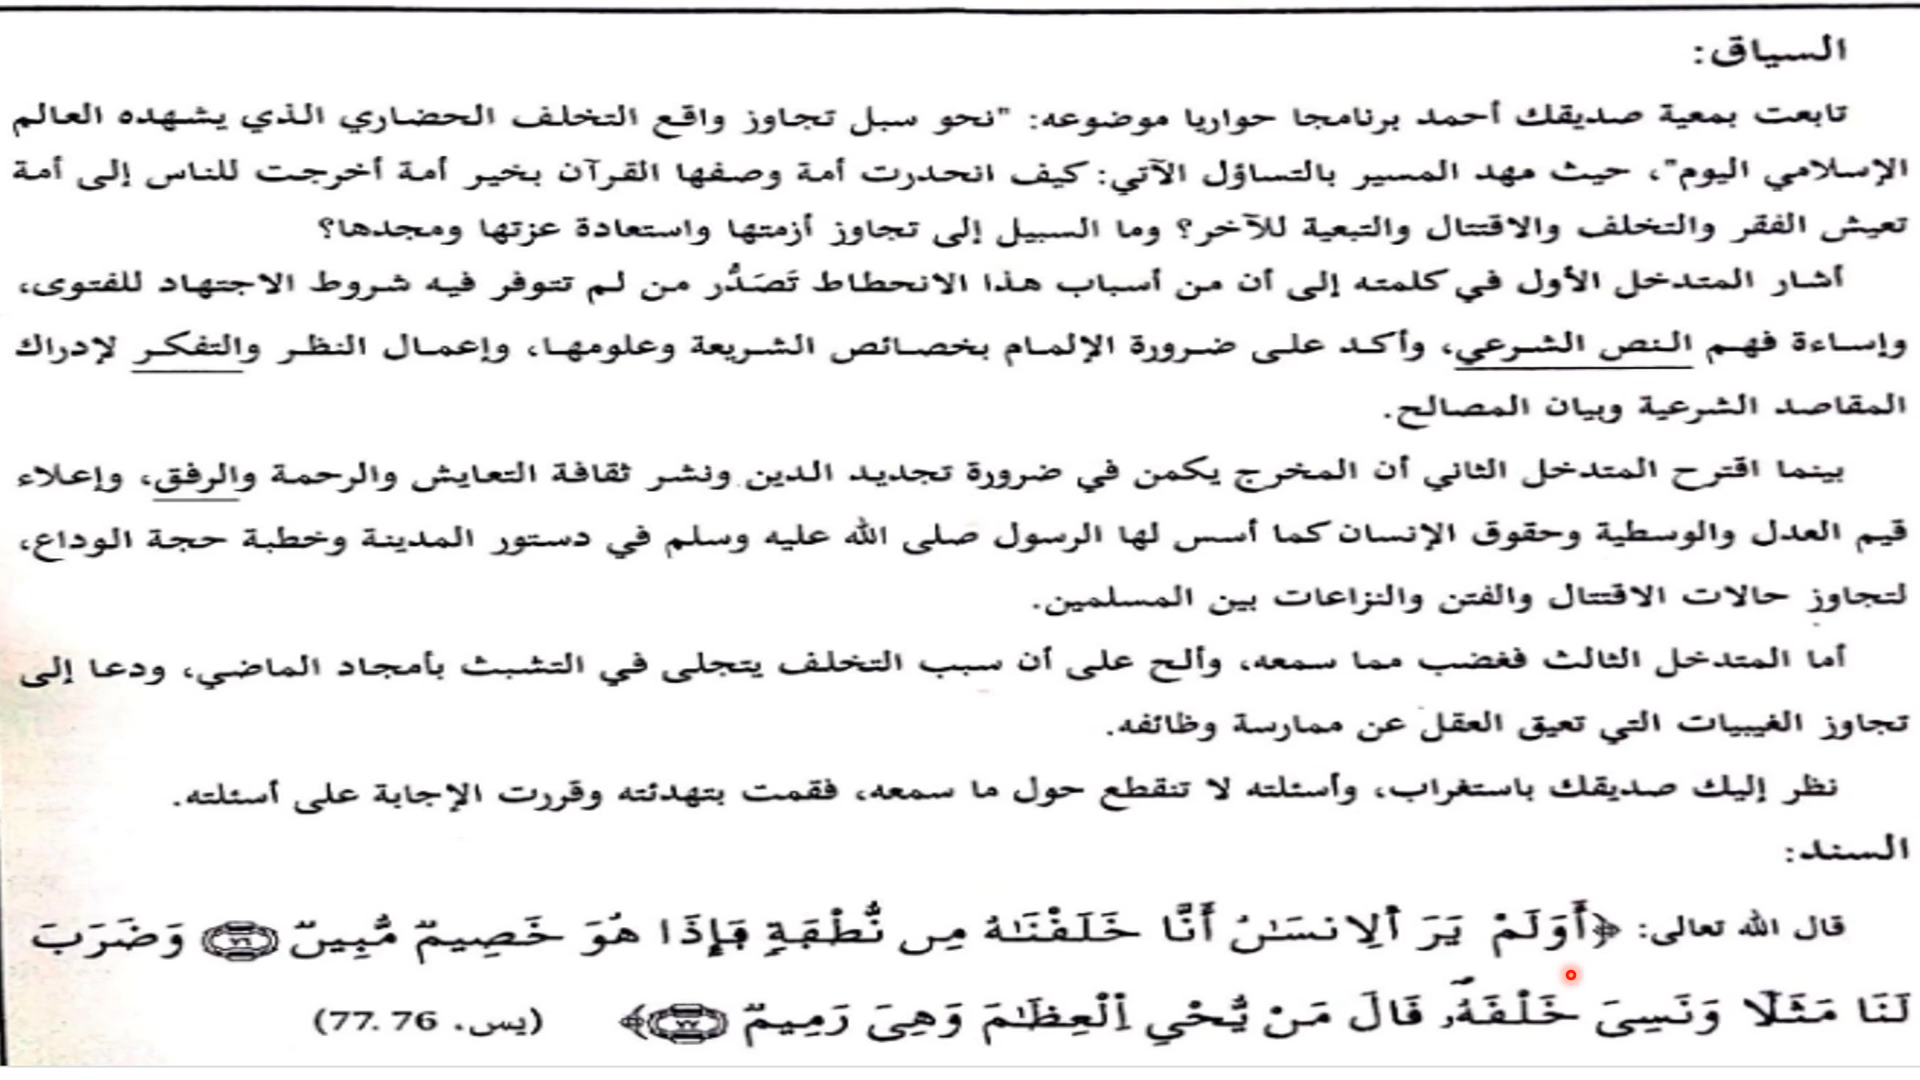 السياق:
تابعت بمعية صديقك أحمد برنامجا حواريا موضوعه: "نحو سبل تجاوز واقع التخلف الحضاري الذي يشهده العالم
الإسلامي اليوم"، حيث مهد المسير بالتساؤل الآتي: كيف انحدرت أمة وصفها القرآن بخير أمة أخرجت للناس إلى أمة
تعيش الفقر والتخلف والاقتتال والتبعية للآخر؟ وما السبيل إلى تجاوز أزمتها واستعادة عزتها ومجدها؟
أشار المتدخل الأول في كلمته إلى أن من أسباب هذا الانحطاط تَصَدُّر من لم تتوفر فيه شروط الاجتهاد للفتوى،
وإساءة فهم النص الشرعي، وأكد على ضرورة الإلمام بخصائص الشريعة وعلومها، وإعمال النظر والتفكر لإدراك
المقاصد الشرعية وبيان المصالح.
بينما اقترح المتدخل الثاني أن المخرج يكمن في ضرورة تجديد الدين ونشر ثقافة التعايش والرحمة والرفق، وإعلاء
قيم العدل والوسطية وحقوق الإنسان كما أسس لها الرسول صلى الله عليه وسلم في دستور المدينة وخطبة حجة الوداع،
لتجاوز حالات الاقتتال والفتن والنزاعات بين المسلمين.
أما المتدخل الثالث فغضب مما سمعه، وألح على أن سبب التخلف يتجلى في التشبث بأمجاد الماضي، ودعا إلى
تجاوز الغيبيات التي تعيق العقل عن ممارسة وظائفه.
نظر إليك صديقك باستغراب، وأسئلته لا تنقطع حول ما سمعه، فقمت بتهدئته وقررت الإجابة على أسئلته.
السند:
قال الله تعالى: ﴿أَوَلَمْ يَرَ ٱلِانسَٰنُ أَنَّا خَلَقْنَٰهُ مِن نُّطْفَةٍ فَإِذَا هُوَ خَصِيمٌ مُّبِينٌ ٧٦ وَضَرَبَ
لَنَا مَثَلًا وَنَسِىَ خَلْقَهُۥ قَالَ مَنْ يُّحْيِ اِلْعِظَٰمَ وَهِىَ رَمِيمٌ ٧٧﴾ (يس، 76 .77)